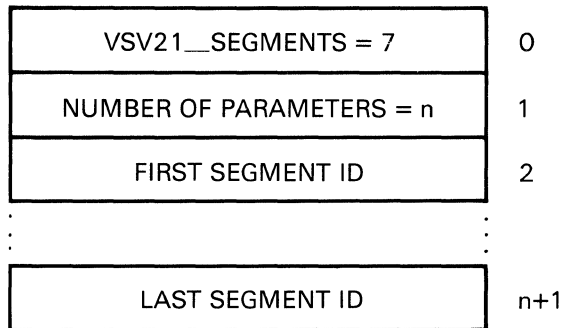 VSV21__SEGMENTS = 7 0
NUMBER OF PARAMETERS = n 1
FIRST SEGMENT ID 2
LAST SEGMENT ID n+1